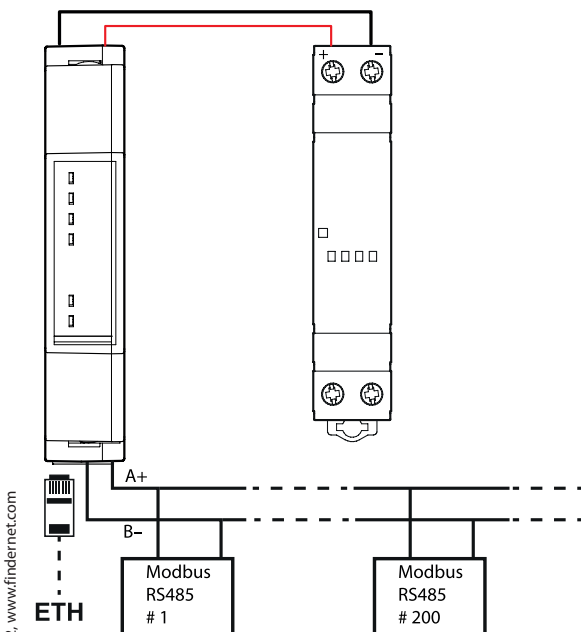 + −
A+
B−
Modbus
RS485
# 1
Modbus
RS485
# 200
ETH
www.findernet.com